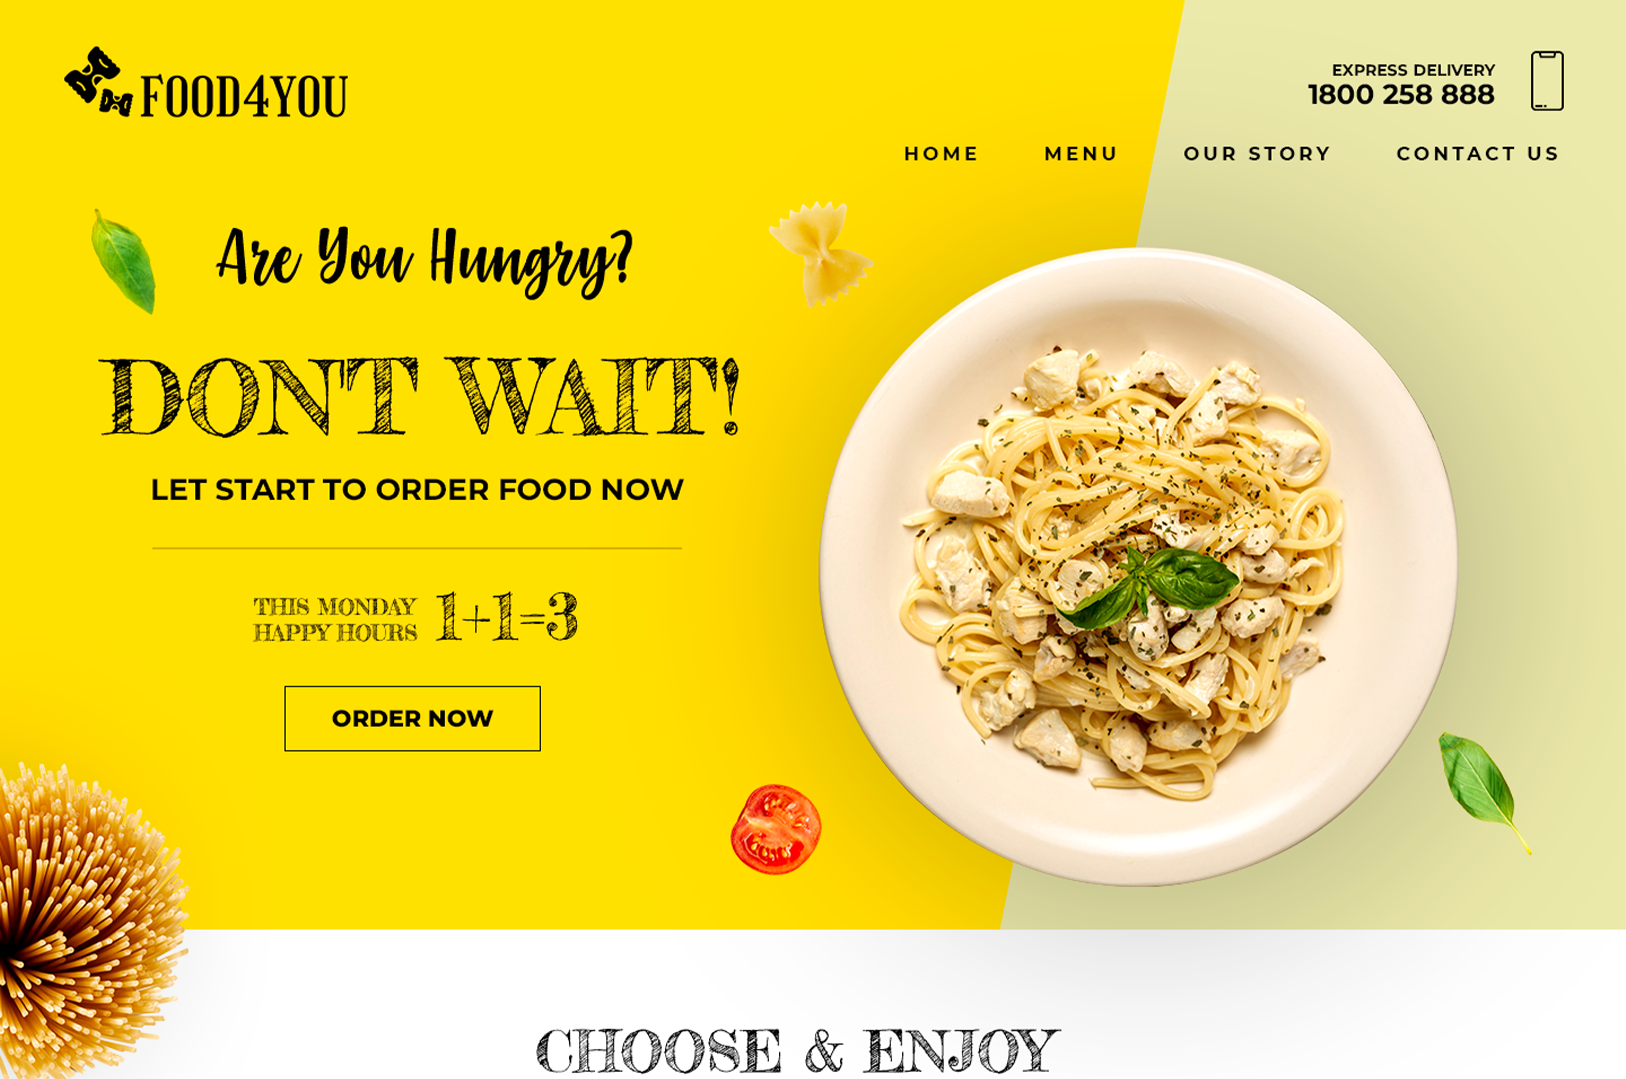 FOOD4YOU
EXPRESS DELIVERY
1800 258 888
HOME MENU OUR STORY CONTACT US
Are You Hungry?
DON'T WAIT!
LET START TO ORDER FOOD NOW
THIS MONDAY
HAPPY HOURS
1+1=3
ORDER NOW
CHOOSE & ENJOY